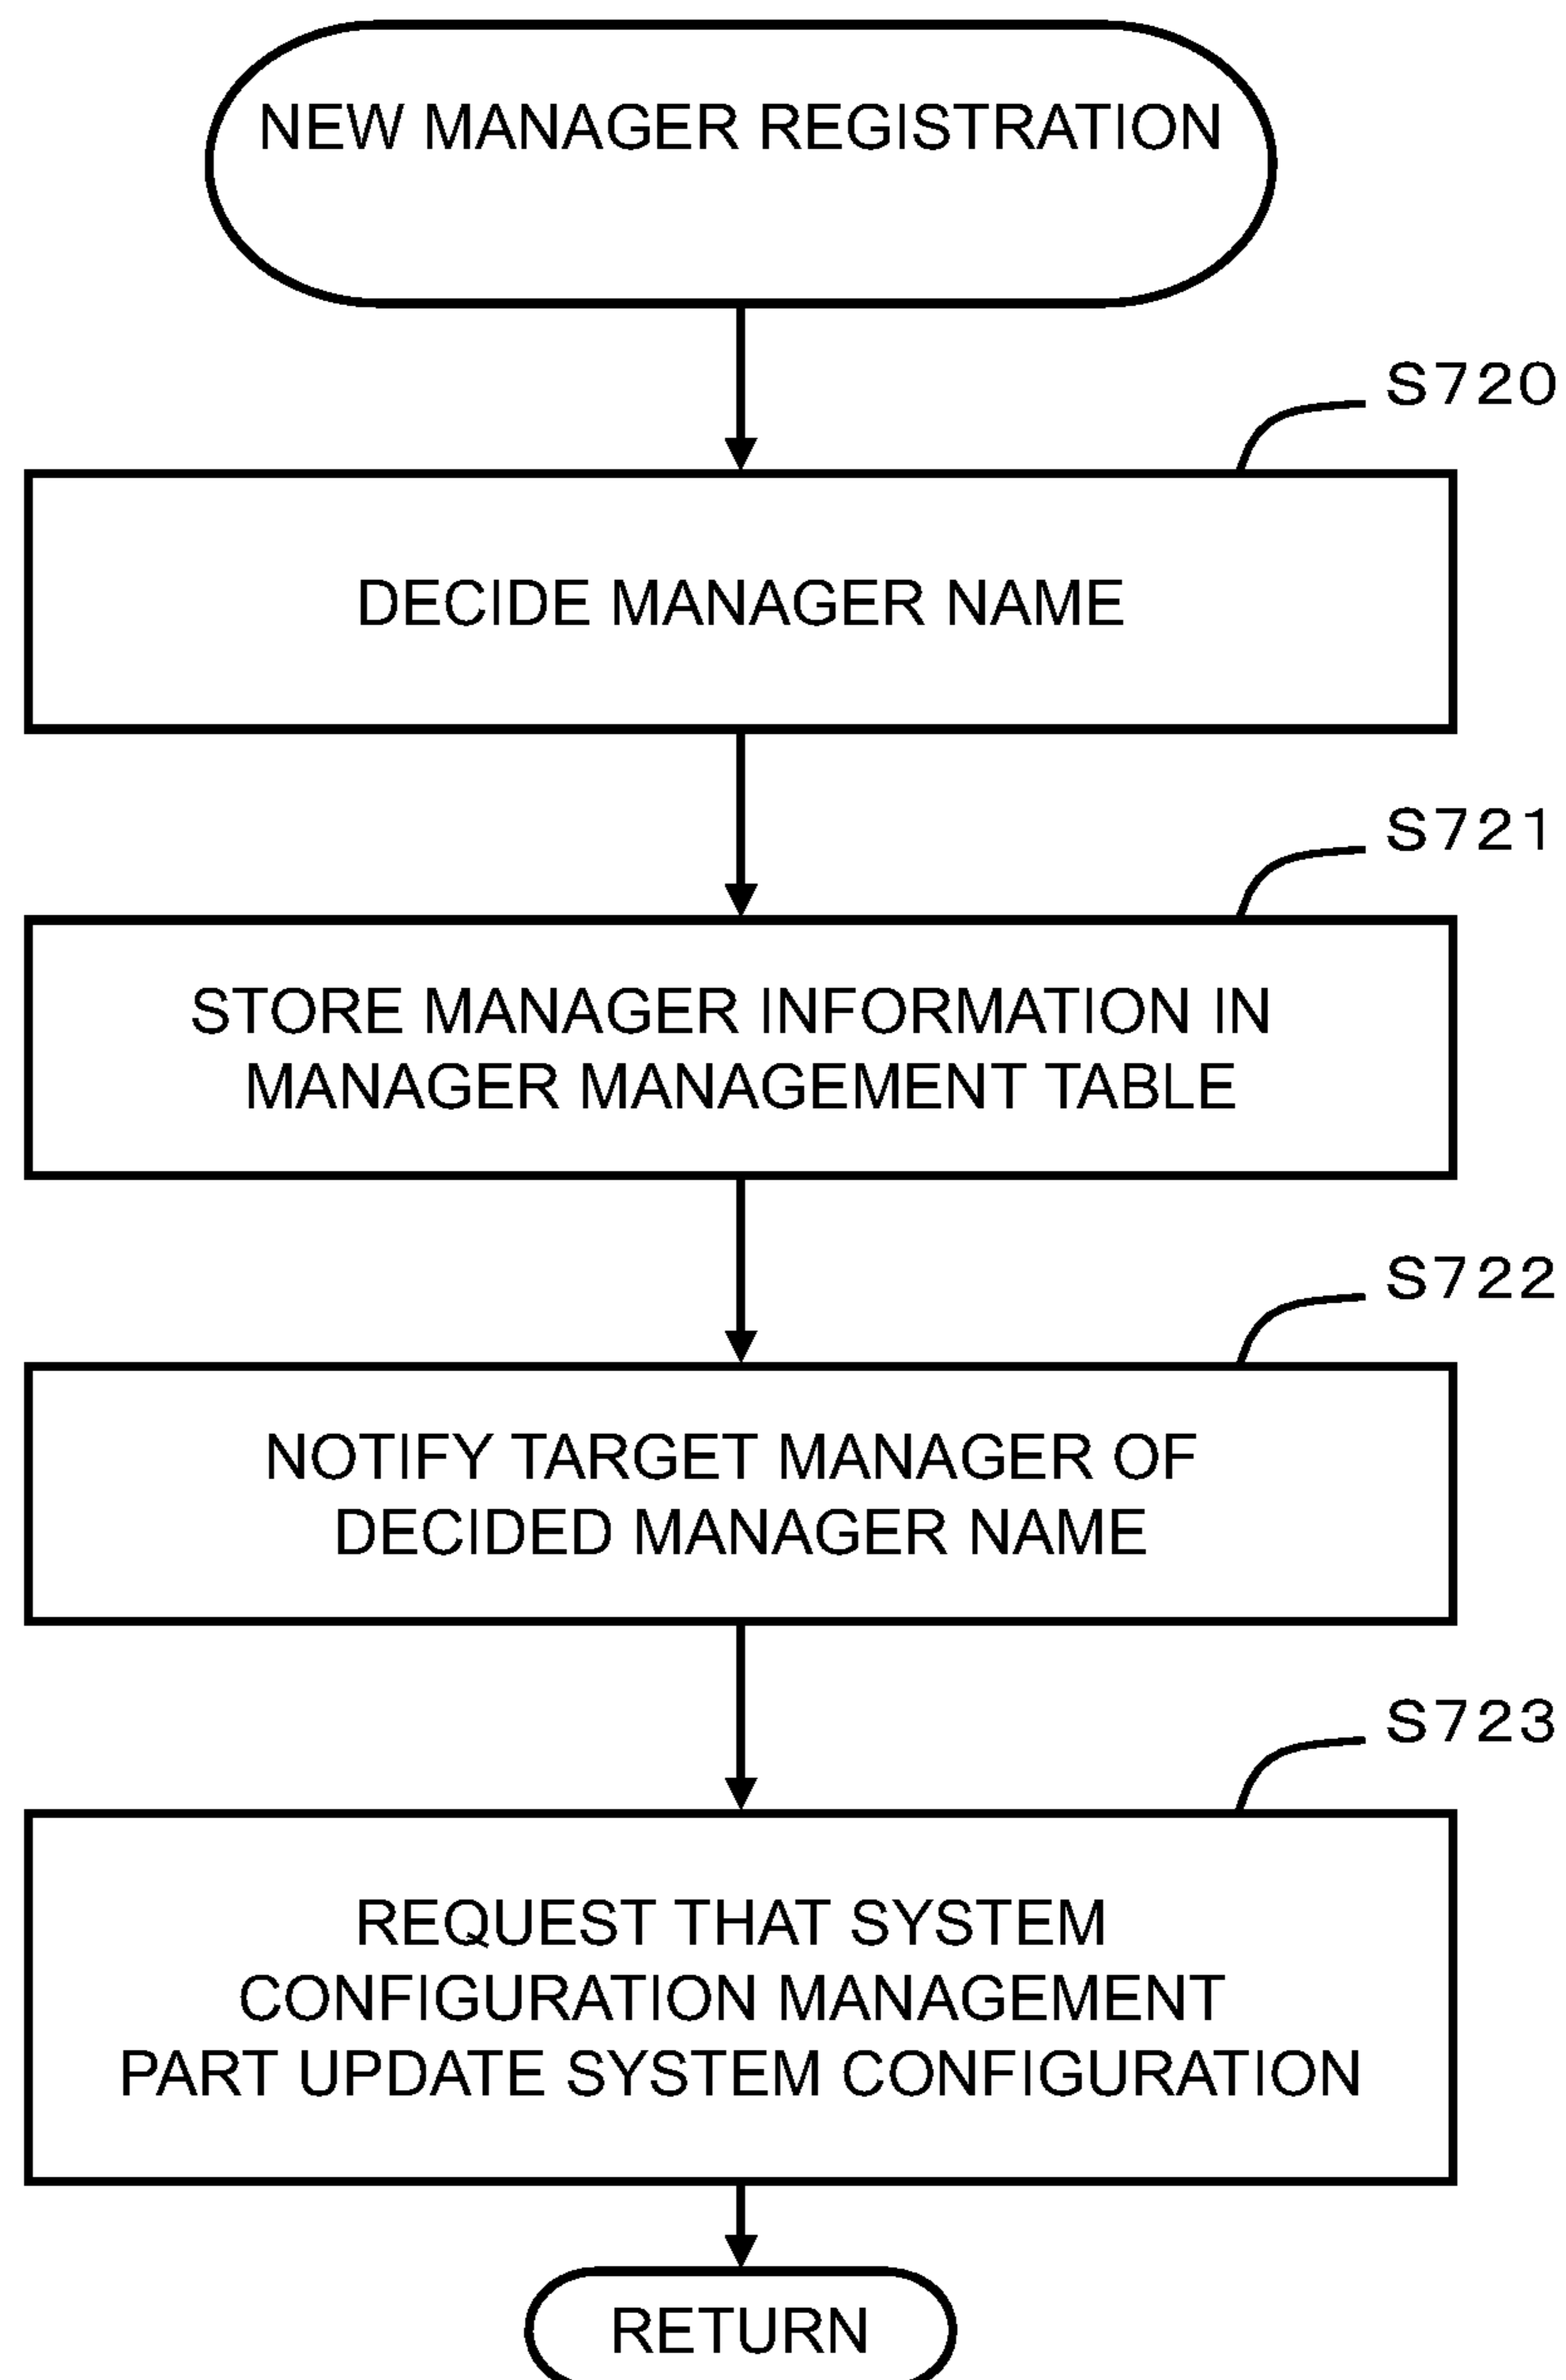 NEW MANAGER REGISTRATION
S720
DECIDE MANAGER NAME
S721
STORE MANAGER INFORMATION IN
MANAGER MANAGEMENT TABLE
S722
NOTIFY TARGET MANAGER OF
DECIDED MANAGER NAME
S723
REQUEST THAT SYSTEM
CONFIGURATION MANAGEMENT
PART UPDATE SYSTEM CONFIGURATION
RETURN